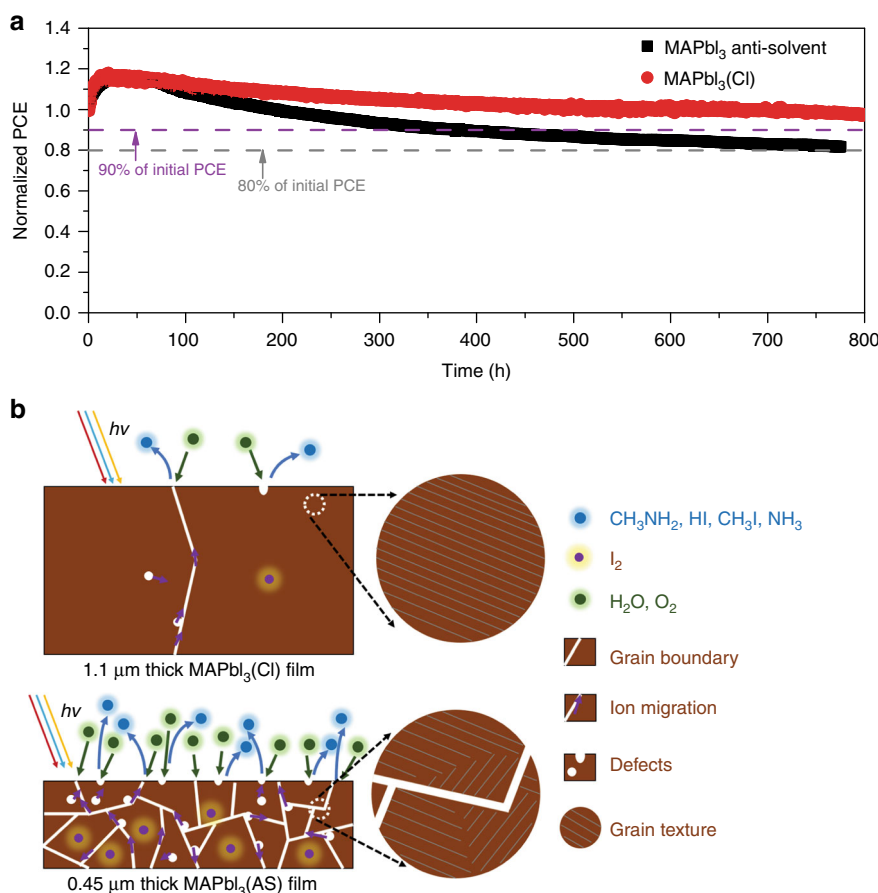 a
1.4
1.2
1.0
0.8
0.6
0.4
0.2
0.0
Normalized PCE
MAPbI₃ anti-solvent
MAPbI₃(Cl)
90% of initial PCE
80% of initial PCE
0
100
200
300
400
500
600
700
800
Time (h)
b
hv
1.1 μm thick MAPbI₃(Cl) film
hv
0.45 μm thick MAPbI₃(AS) film
CH₃NH₂, HI, CH₃I, NH₃
I₂
H₂O, O₂
Grain boundary
Ion migration
Defects
Grain texture